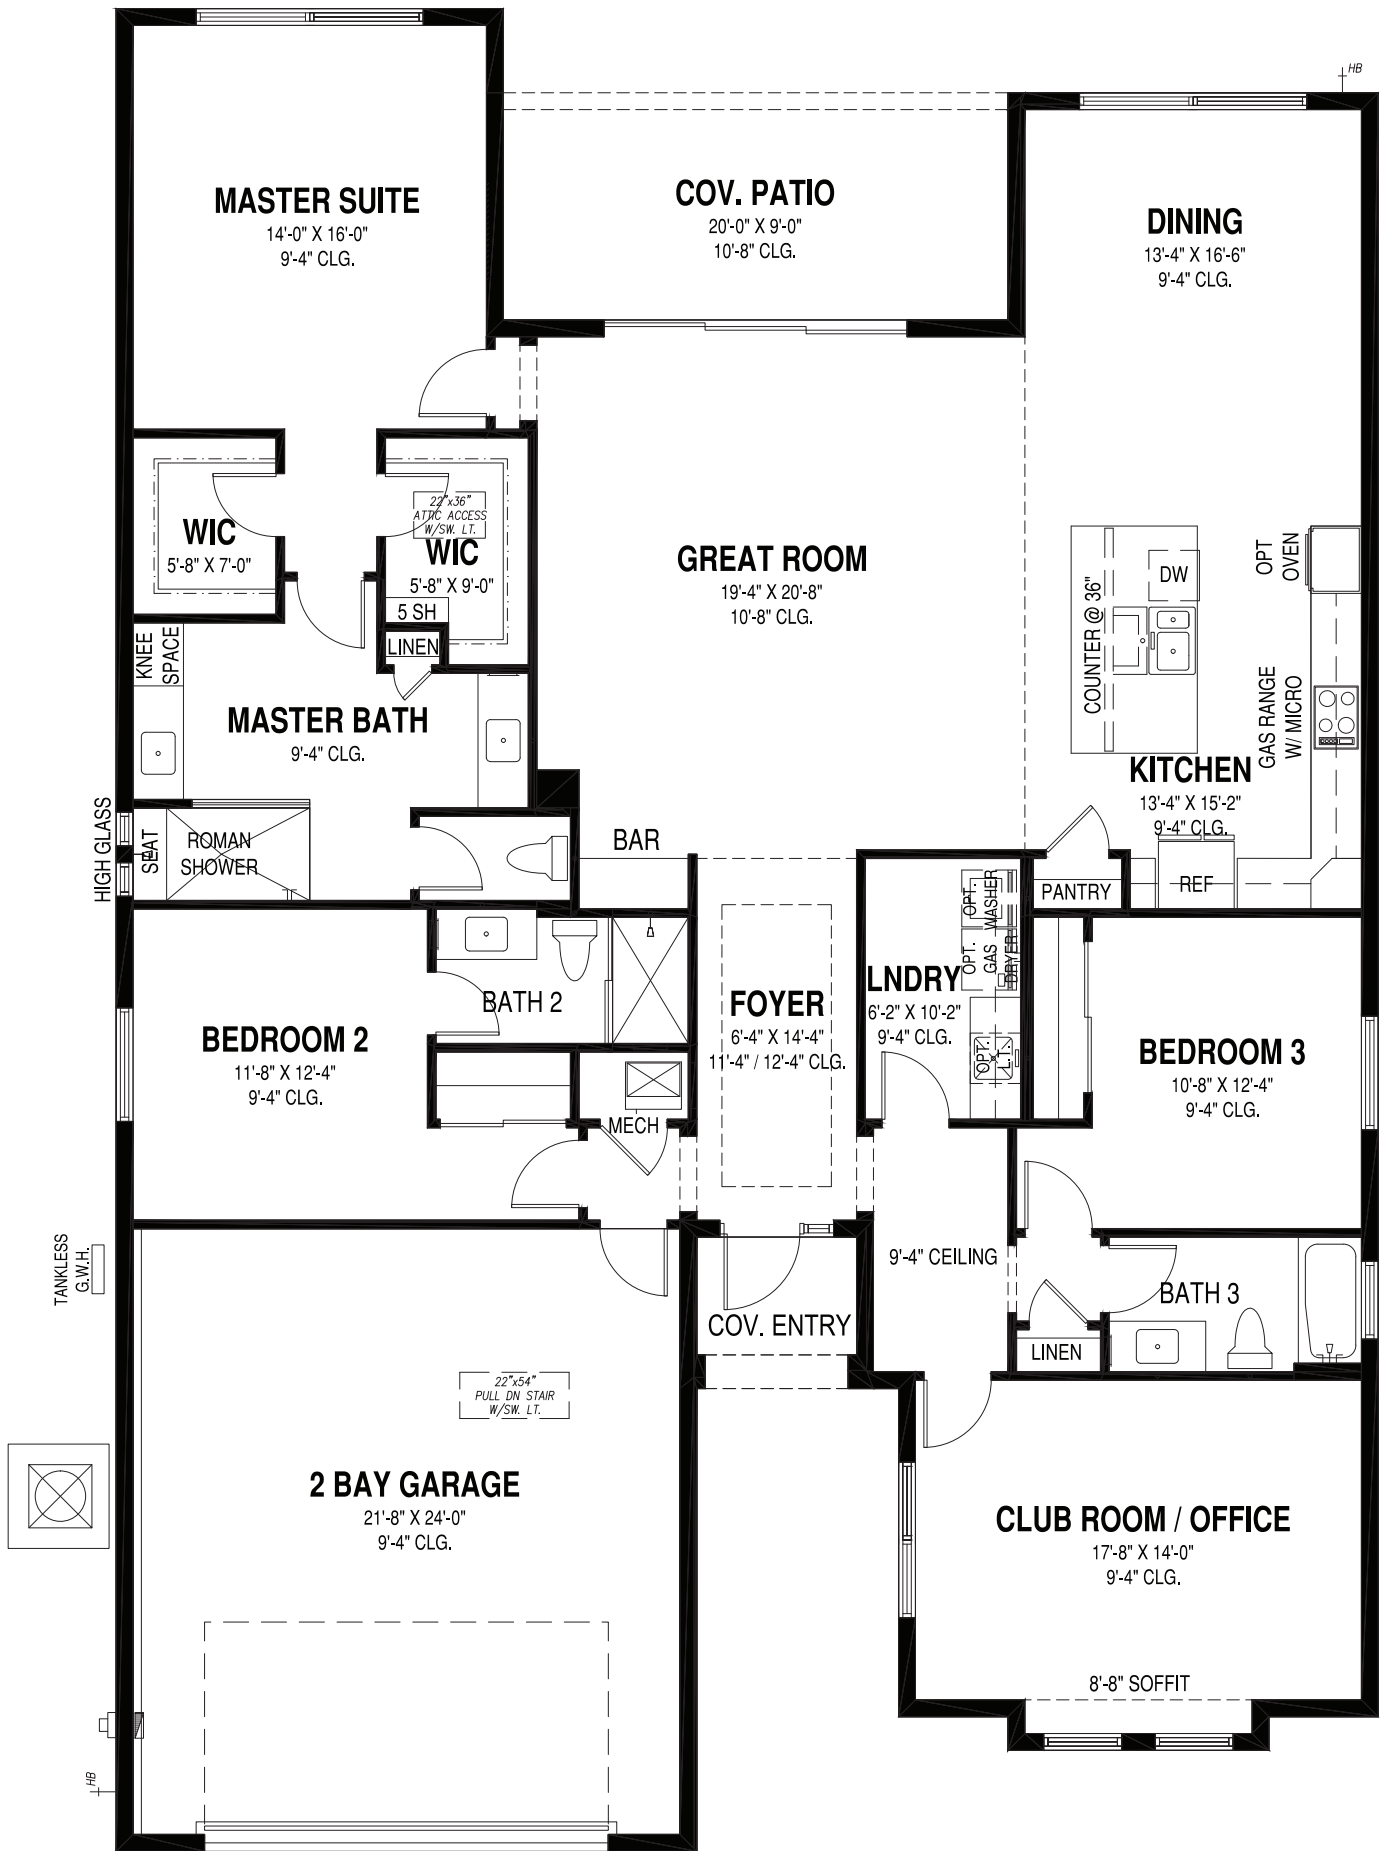 HB
MASTER SUITE
14'-0" X 16'-0"
9'-4" CLG.
COV. PATIO
20'-0" X 9'-0"
10'-8" CLG.
DINING
13'-4" X 16'-6"
9'-4" CLG.
WIC
5'-8" X 7'-0"
22"x36"
ATTIC ACCESS
W/SW. LT.
WIC
5'-8" X 9'-0"
5 SH
LINEN
GREAT ROOM
19'-4" X 20'-8"
10'-8" CLG.
COUNTER @ 36"
DW
OPT
OVEN
GAS RANGE
W/ MICRO
KITCHEN
13'-4" X 15'-2"
9'-4" CLG.
KNEE
SPACE
MASTER BATH
9'-4" CLG.
HIGH GLASS
SEAT
ROMAN
SHOWER
BAR
PANTRY
REF
OPT.
WASHER
OPT.
GAS
DRYER
LNDRY
6'-2" X 10'-2"
9'-4" CLG.
OPT.
L.T.
BATH 2
FOYER
6'-4" X 14'-4"
11'-4" / 12'-4" CLG.
BEDROOM 2
11'-8" X 12'-4"
9'-4" CLG.
BEDROOM 3
10'-8" X 12'-4"
9'-4" CLG.
MECH
TANKLESS
G.W.H.
9'-4" CEILING
BATH 3
COV. ENTRY
LINEN
22"x54"
PULL DN STAIR
W/SW. LT.
2 BAY GARAGE
21'-8" X 24'-0"
9'-4" CLG.
CLUB ROOM / OFFICE
17'-8" X 14'-0"
9'-4" CLG.
8'-8" SOFFIT
HB